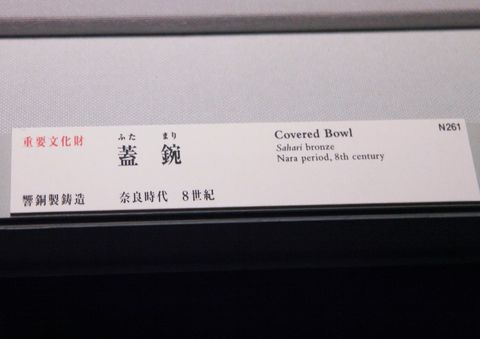 重要文化財
ふた まり
蓋 鋺
響銅製鋳造 奈良時代 8世紀
Covered Bowl
Sahari bronze
Nara period, 8th century
N261